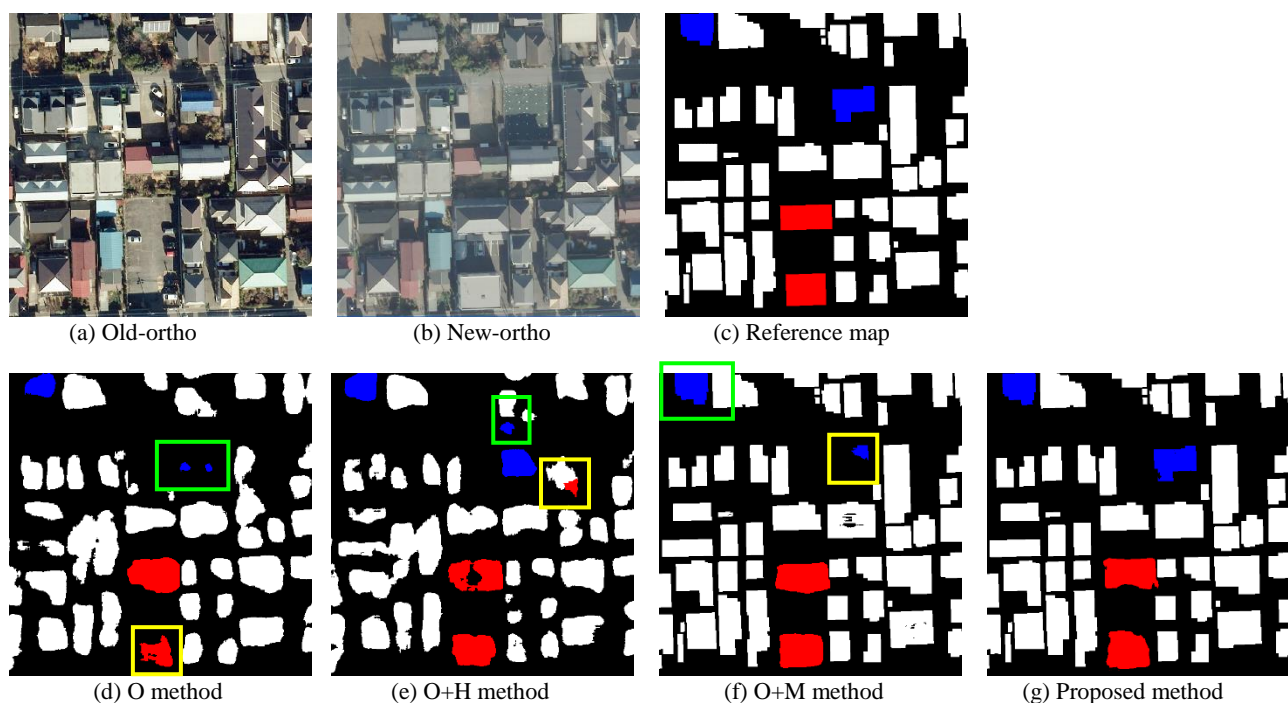 (a) Old-ortho
(b) New-ortho
(c) Reference map
(d) O method
(e) O+H method
(f) O+M method
(g) Proposed method